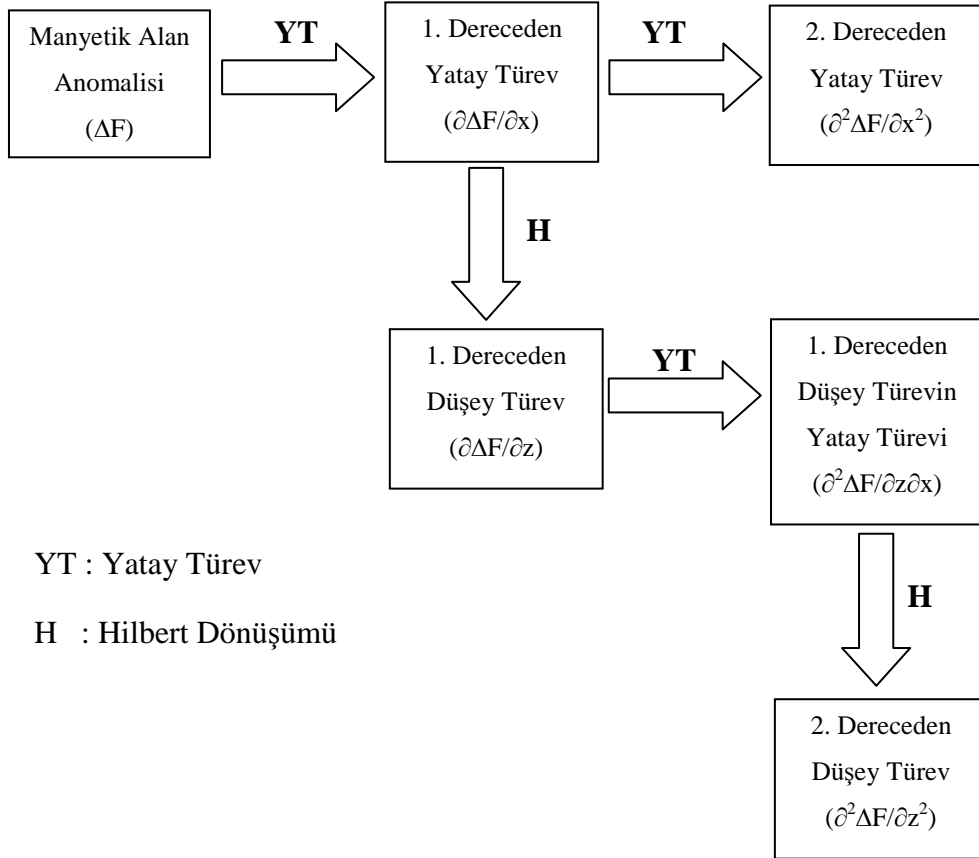 Manyetik Alan
Anomalisi
(ΔF)
YT
1. Dereceden
Yatay Türev
(∂ΔF/∂x)
YT
2. Dereceden
Yatay Türev
(∂²ΔF/∂x²)
H
1. Dereceden
Düşey Türev
(∂ΔF/∂z)
YT
1. Dereceden
Düşey Türevin
Yatay Türevi
(∂²ΔF/∂z∂x)
YT : Yatay Türev
H : Hilbert Dönüşümü
H
2. Dereceden
Düşey Türev
(∂²ΔF/∂z²)